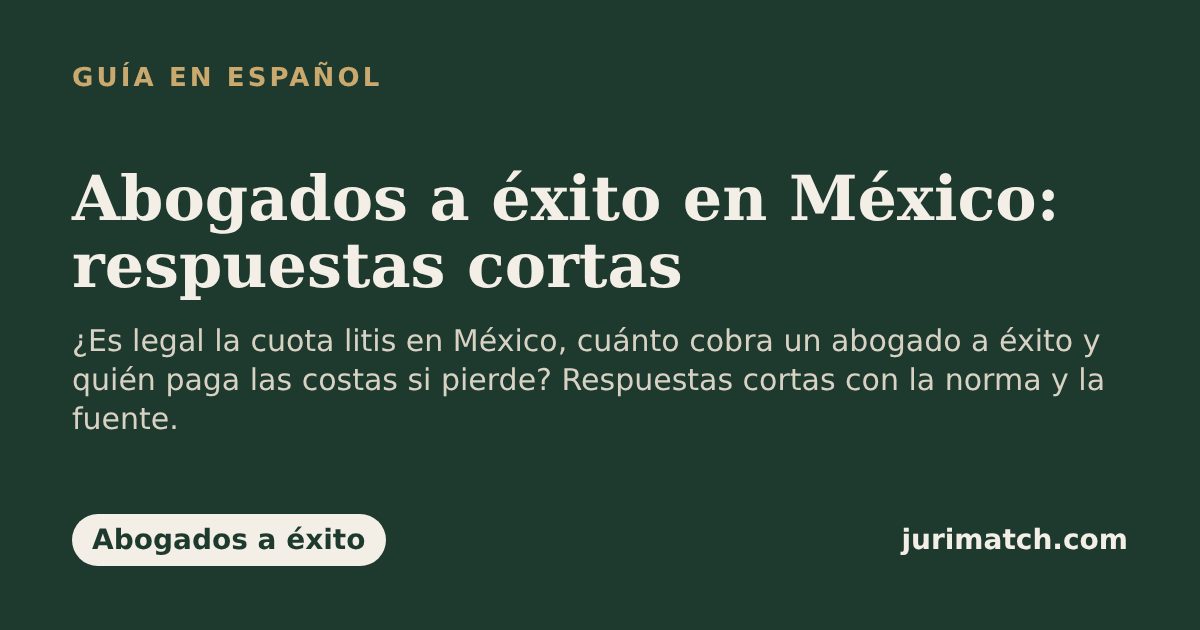 GUÍA EN ESPAÑOL
Abogados a éxito en México:
respuestas cortas
¿Es legal la cuota litis en México, cuánto cobra un abogado a éxito y
quién paga las costas si pierde? Respuestas cortas con la norma y la
fuente.
Abogados a éxito
jurimatch.com